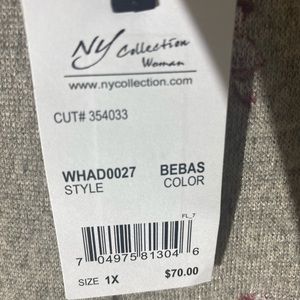 NY Collection
Woman
www.nycollection.com
CUT# 354033
WHAD0027 BEBAS
STYLE COLOR
FL_7
7 04975 81304 6
SIZE 1X $70.00